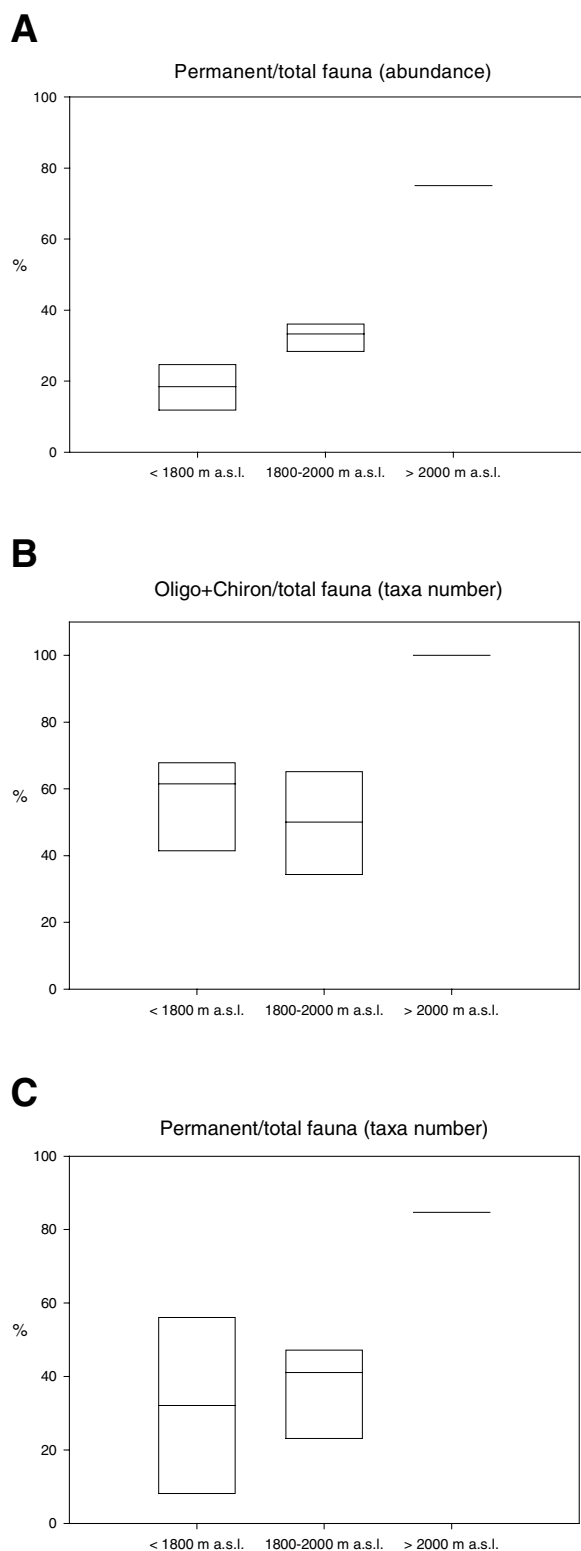 A
Permanent/total fauna (abundance)
100
80
60
%
40
20
0
< 1800 m a.s.l. 1800-2000 m a.s.l. > 2000 m a.s.l.
B
Oligo+Chiron/total fauna (taxa number)
100
80
60
%
40
20
0
< 1800 m a.s.l. 1800-2000 m a.s.l. > 2000 m a.s.l.
C
Permanent/total fauna (taxa number)
100
80
60
%
40
20
0
< 1800 m a.s.l. 1800-2000 m a.s.l. > 2000 m a.s.l.